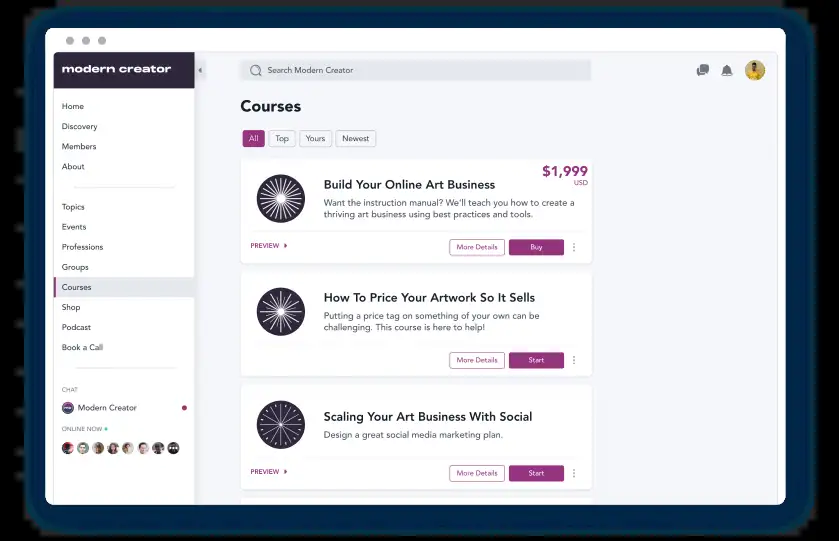 modern creator
Search Modern Creator
Home
Discovery
Members
About
Topics
Events
Professions
Groups
Courses
Shop
Podcast
Book a Call
CHAT
Modern Creator
ONLINE NOW
Courses
All
Top
Yours
Newest
$1,999
USD
Build Your Online Art Business
Want the instruction manual? We'll teach you how to create a
thriving art business using best practices and tools.
PREVIEW
More Details
Buy
How To Price Your Artwork So It Sells
Putting a price tag on something of your own can be
challenging. This course is here to help!
More Details
Start
Scaling Your Art Business With Social
Design a great social media marketing plan.
PREVIEW
More Details
Start